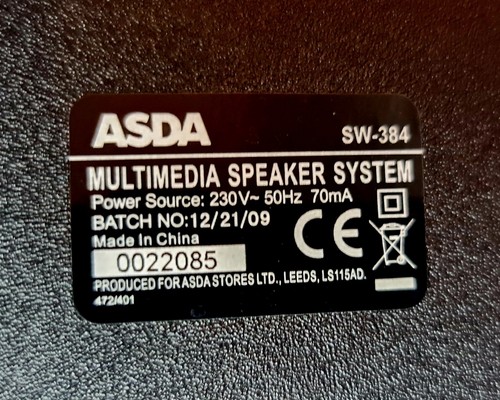 ASDA SW-384
MULTIMEDIA SPEAKER SYSTEM
Power Source: 230V~ 50Hz 70mA
BATCH NO:12/21/09
Made in China
0022085
PRODUCED FOR ASDA STORES LTD., LEEDS, LS115AD.
472/401
CE